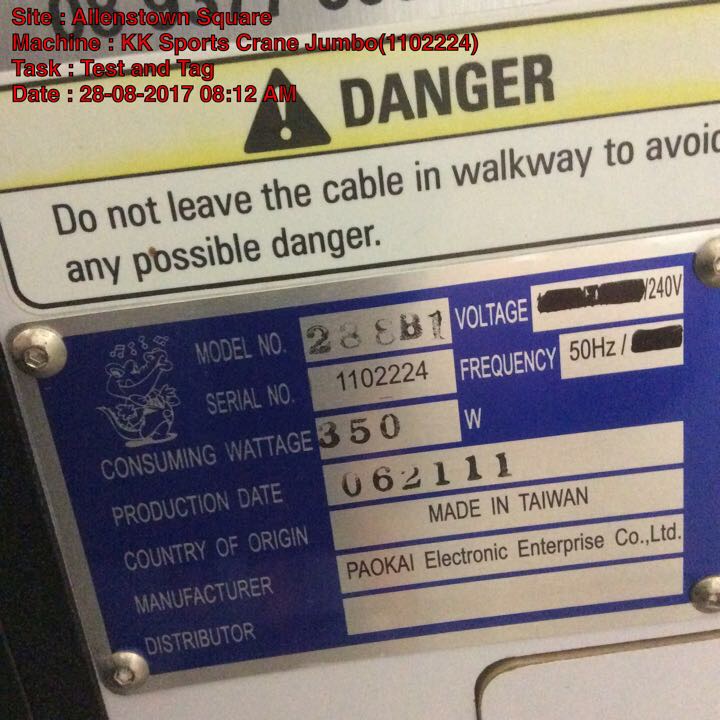 Site : Allenstown Square
Machine : KK Sports Crane Jumbo(1102224)
Task : Test and Tag
Date : 28-08-2017 08:12 AM
DANGER
Do not leave the cable in walkway to avoid
any possible danger.
MODEL NO. 288B1 VOLTAGE /240V
SERIAL NO. 1102224 FREQUENCY 50Hz /
CONSUMING WATTAGE 350 W
PRODUCTION DATE 062111
COUNTRY OF ORIGIN MADE IN TAIWAN
MANUFACTURER PAOKAI Electronic Enterprise Co.,Ltd.
DISTRIBUTOR